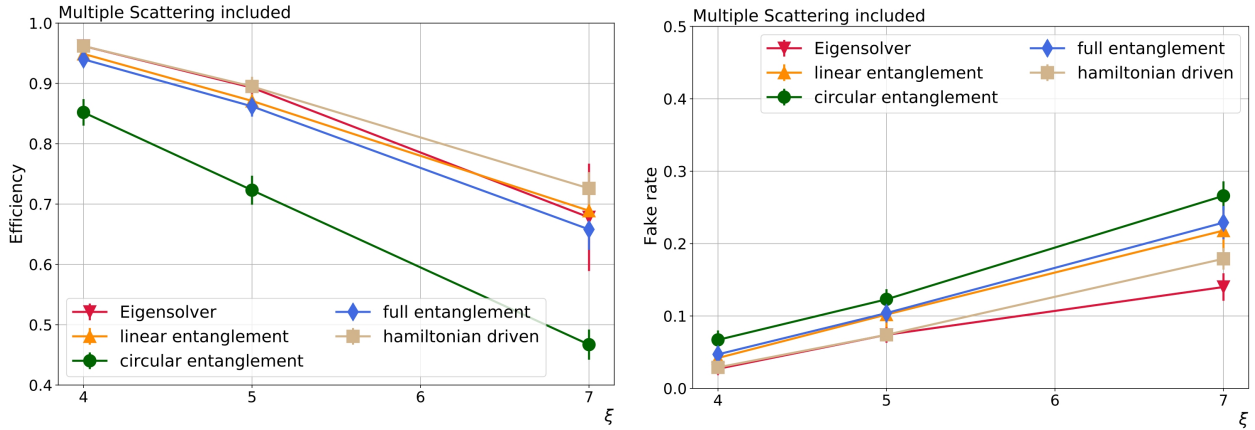 Multiple Scattering included
1.0
0.9
0.8
0.7
0.6
0.5
0.4
Efficiency
Eigensolver
linear entanglement
circular entanglement
full entanglement
hamiltonian driven
4
5
6
7
ξ
Multiple Scattering included
0.5
0.4
0.3
0.2
0.1
0.0
Fake rate
Eigensolver
linear entanglement
circular entanglement
full entanglement
hamiltonian driven
4
5
6
7
ξ